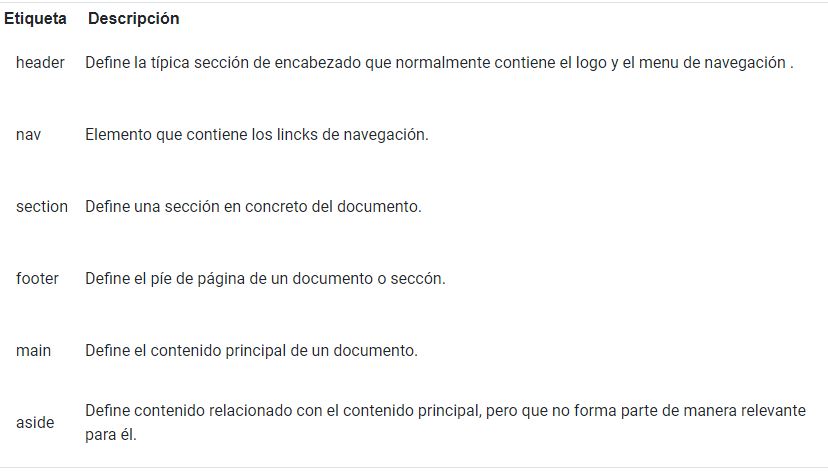 Etiqueta Descripción
header Define la típica sección de encabezado que normalmente contiene el logo y el menu de navegación .
nav Elemento que contiene los lincks de navegación.
section Define una sección en concreto del documento.
footer Define el píe de página de un documento o seccón.
main Define el contenido principal de un documento.
aside Define contenido relacionado con el contenido principal, pero que no forma parte de manera relevante
para él.